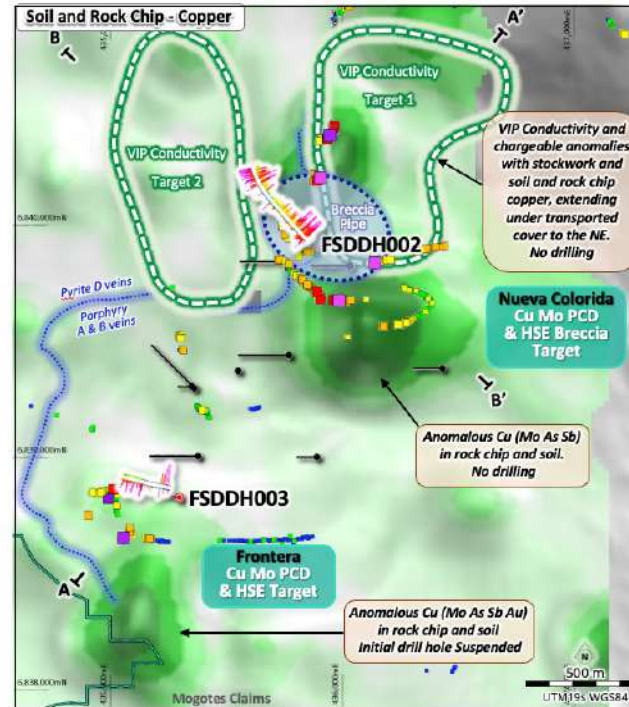 Soil and Rock Chip - Copper
A'
B
VIP Conductivity
Target 1
VIP Conductivity
Target 2
VIP Conductivity and
chargeable anomalies
with stockwork and
soil and rock chip
copper, extending
under transported
cover to the NE.
No drilling
Breccia
Pipe
FSDDH002
Pyrite D veins
Porphyry
A & B veins
Nueva Colorida
Cu Mo PCD
& HSE Breccia
Target
B'
Anomalous Cu (Mo As Sb)
in rock chip and soil.
No drilling
FSDDH003
Frontera
Cu Mo PCD
& HSE Target
A
Anomalous Cu (Mo As Sb Au)
in rock chip and soil
Initial drill hole Suspended
N
500 m
UTM19s WGS84
Mogotes Claims